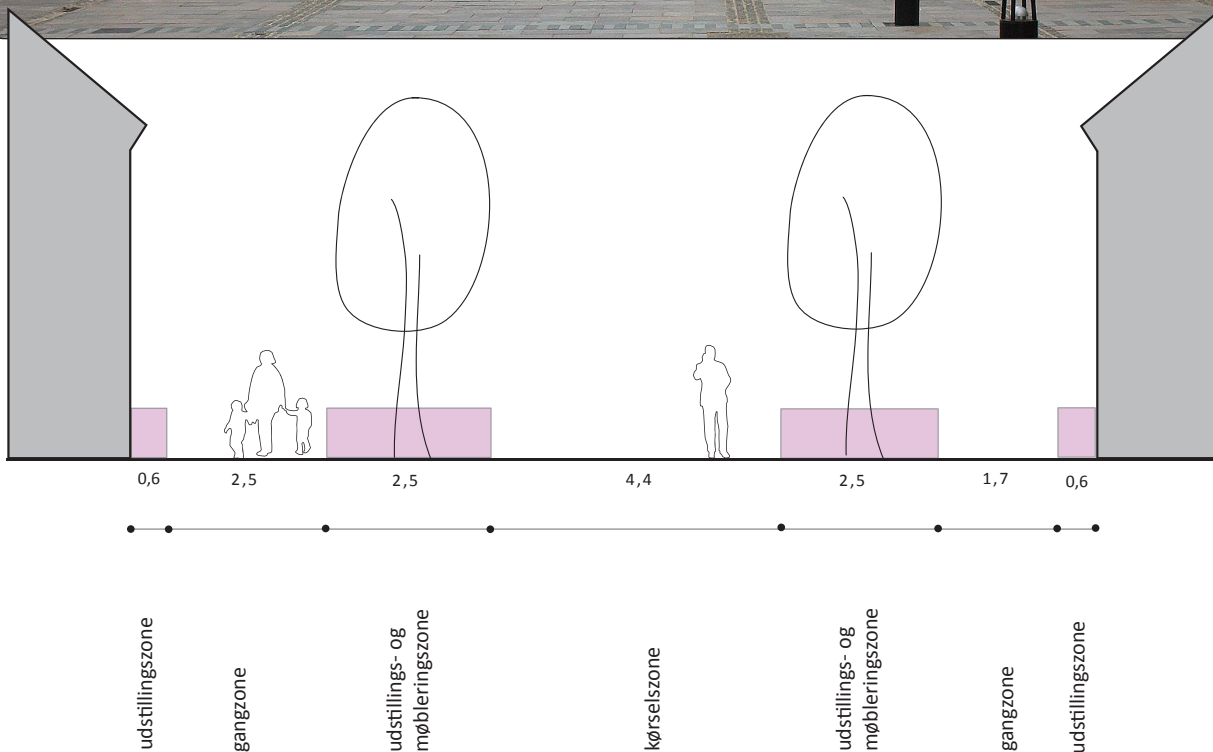 0,6
2,5
2,5
4,4
2,5
1,7
0,6
udstillingszone
gangzone
udstillings- og
møbleringszone
kørselszone
udstillings- og
møbleringszone
gangzone
udstillingszone